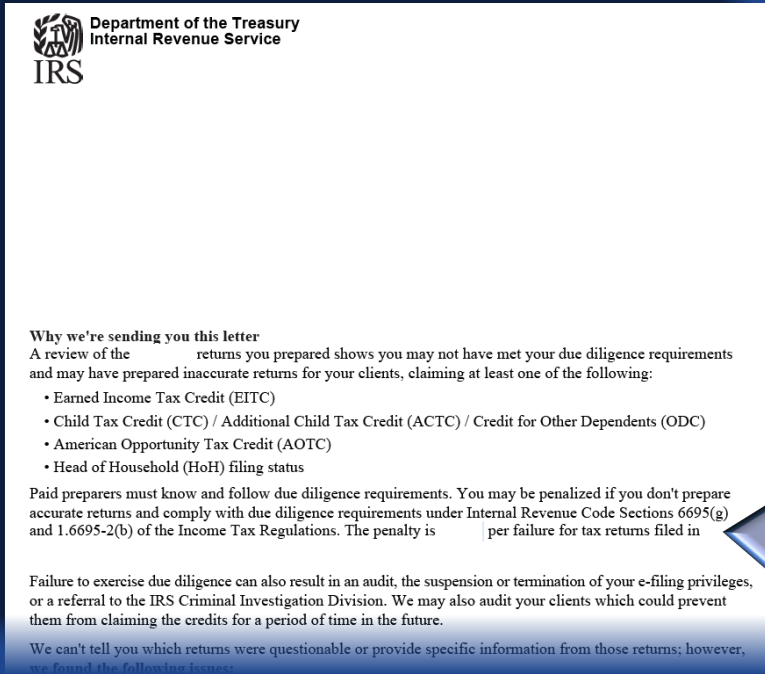 Department of the Treasury
Internal Revenue Service
IRS
Why we're sending you this letter
A review of the returns you prepared shows you may not have met your due diligence requirements
and may have prepared inaccurate returns for your clients, claiming at least one of the following:
• Earned Income Tax Credit (EITC)
• Child Tax Credit (CTC) / Additional Child Tax Credit (ACTC) / Credit for Other Dependents (ODC)
• American Opportunity Tax Credit (AOTC)
• Head of Household (HoH) filing status
Paid preparers must know and follow due diligence requirements. You may be penalized if you don't prepare
accurate returns and comply with due diligence requirements under Internal Revenue Code Sections 6695(g)
and 1.6695-2(b) of the Income Tax Regulations. The penalty is per failure for tax returns filed in
Failure to exercise due diligence can also result in an audit, the suspension or termination of your e-filing privileges,
or a referral to the IRS Criminal Investigation Division. We may also audit your clients which could prevent
them from claiming the credits for a period of time in the future.
We can't tell you which returns were questionable or provide specific information from those returns; however,
we found the following issues: